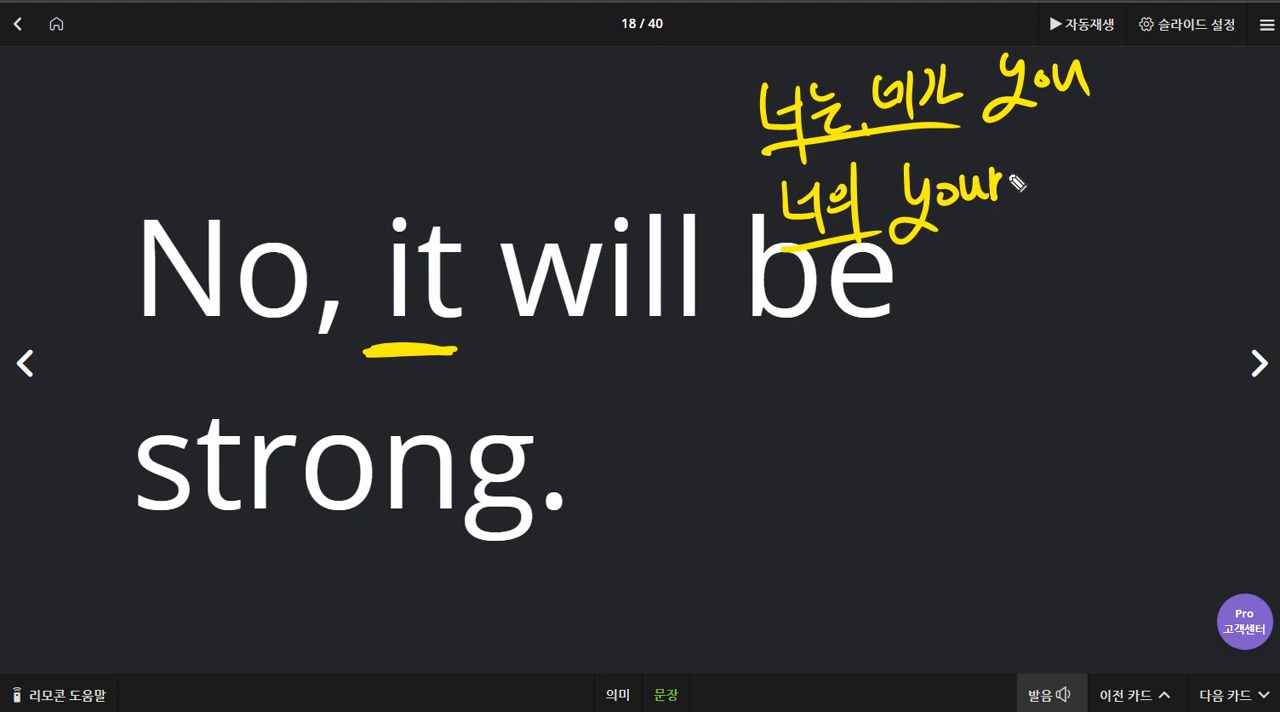 18 / 40
자동재생
슬라이드 설정
너는, 네가 you
너의 your
No, it will be
strong.
Pro
고객센터
리모콘 도움말
의미
문장
발음
이전 카드
다음 카드